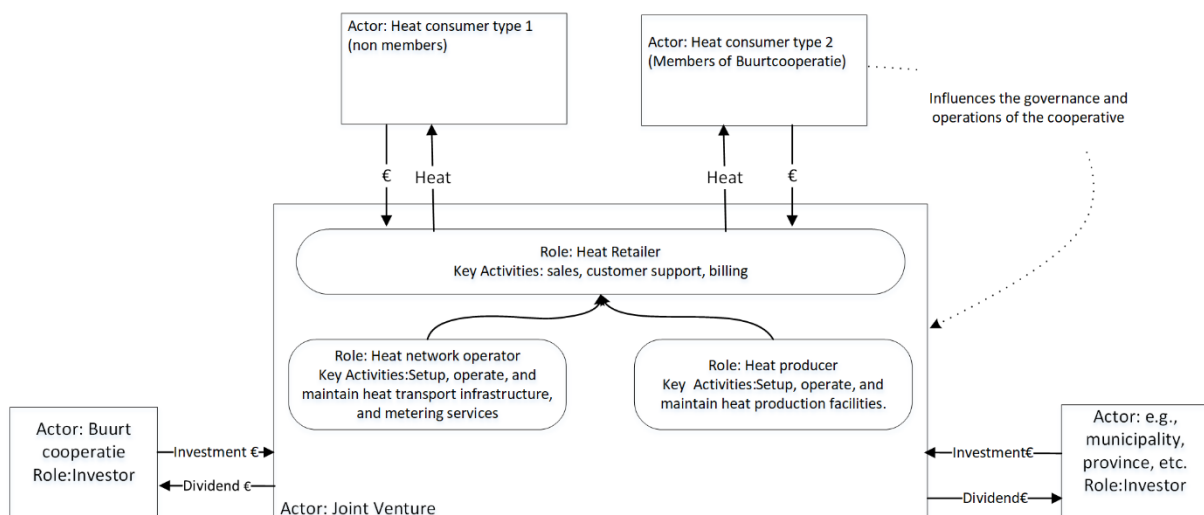 Actor: Heat consumer type 1
(non members)
Actor: Heat consumer type 2
(Members of Buurtcooperatie)
Influences the governance and
operations of the cooperative
€
Heat
Heat
€
Role: Heat Retailer
Key Activities: sales, customer support, billing
Role: Heat network operator
Key Activities:Setup, operate, and
maintain heat transport infrastructure,
and metering services
Role: Heat producer
Key Activities:Setup, operate, and
maintain heat production facilities.
Actor: Buurt
cooperatie
Role:Investor
Investment €
Dividend €
Actor: Joint Venture
Investment€
Dividend€
Actor: e.g.,
municipality,
province, etc.
Role:Investor